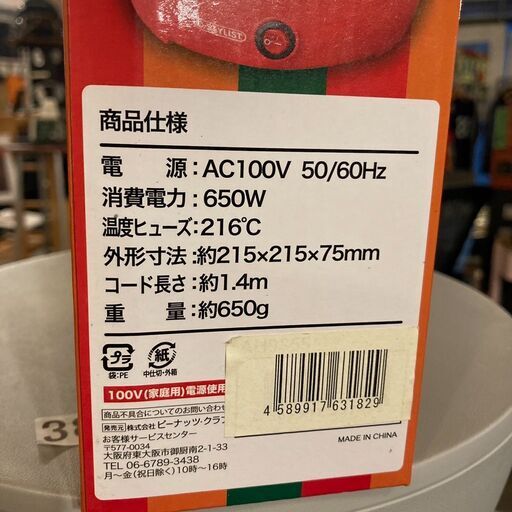 STYLIST
商品仕様
電 源:AC100V 50/60Hz
消費電力:650W
温度ヒューズ:216℃
外形寸法:約215×215×75mm
コード長さ:約1.4m
重 量:約650g
プラ
袋:PE
紙
中仕切・外箱
100V(家庭用)電源使用
商品不具合についてのお問い
発売元 株式会社ピーナッツ・クラ
お客様サービスセンター
〒577-0034
大阪府東大阪市御厨南2-1-33
TEL 06-6789-3438
月~金(祝日除く)10時~16時
4 589917 631829
MADE IN CHINA